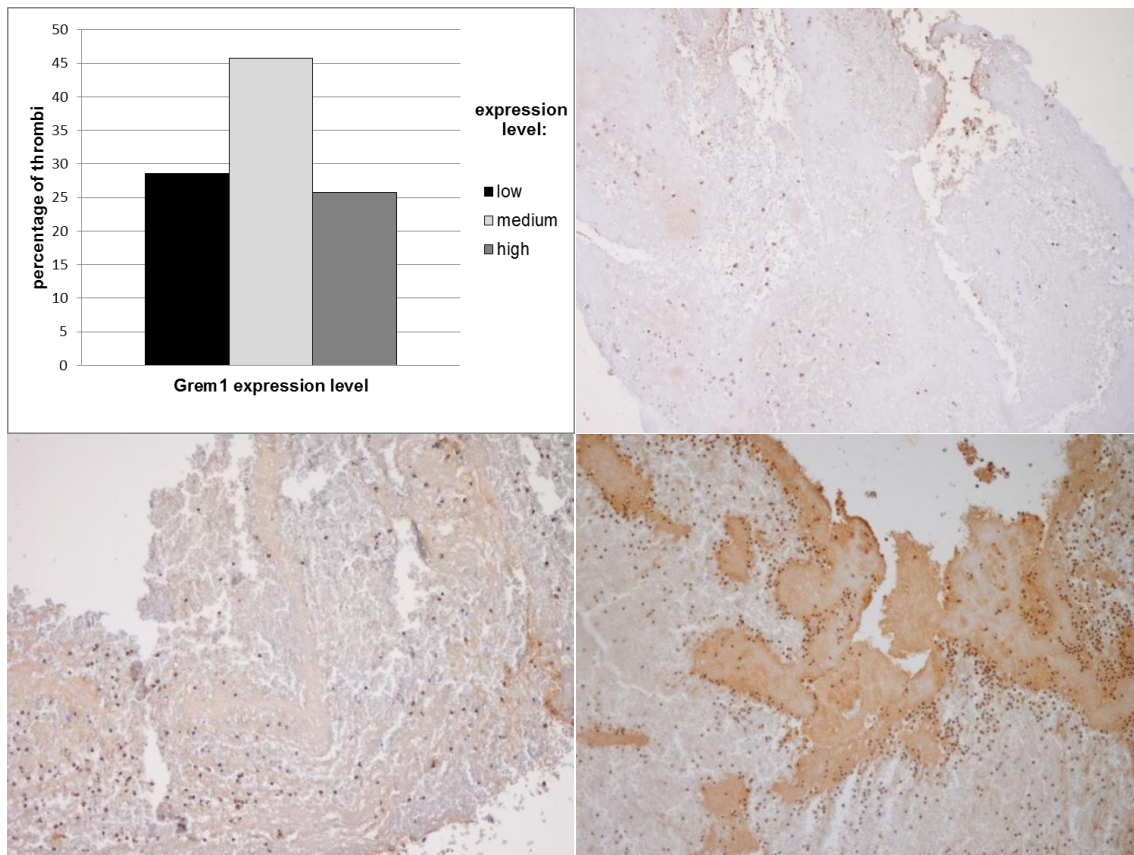 50
45
40
35
30
25
20
15
10
5
0
percentage of thrombi
Grem1 expression level
expression
level:
low
medium
high